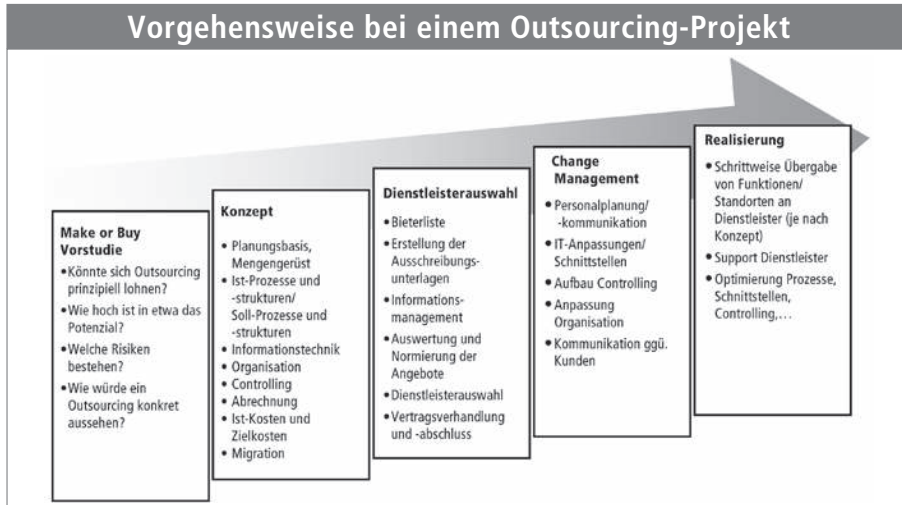 Vorgehensweise bei einem Outsourcing-Projekt
Make or Buy
Vorstudie
•Könnte sich Outsourcing
prinzipiell lohnen?
•Wie hoch ist in etwa das
Potenzial?
•Welche Risiken
bestehen?
•Wie würde ein
Outsourcing konkret
aussehen?
Konzept
• Planungsbasis,
Mengengerüst
• Ist-Prozesse und
-strukturen/
Soll-Prozesse und
-strukturen
• Informationstechnik
• Organisation
• Controlling
• Abrechnung
• Ist-Kosten und
Zielkosten
• Migration
Dienstleisterauswahl
•Bieterliste
•Erstellung der
Ausschreibungs-
unterlagen
•Informations-
management
•Auswertung und
Normierung der
Angebote
•Dienstleisterauswahl
•Vertragsverhandlung
und -abschluss
Change
Management
•Personalplanung/
-kommunikation
•IT-Anpassungen/
Schnittstellen
•Aufbau Controlling
•Anpassung
Organisation
•Kommunikation ggü.
Kunden
Realisierung
•Schrittweise Übergabe
von Funktionen/
Standorten an
Dienstleister (je nach
Konzept)
•Support Dienstleister
•Optimierung Prozesse,
Schnittstellen,
Controlling,...